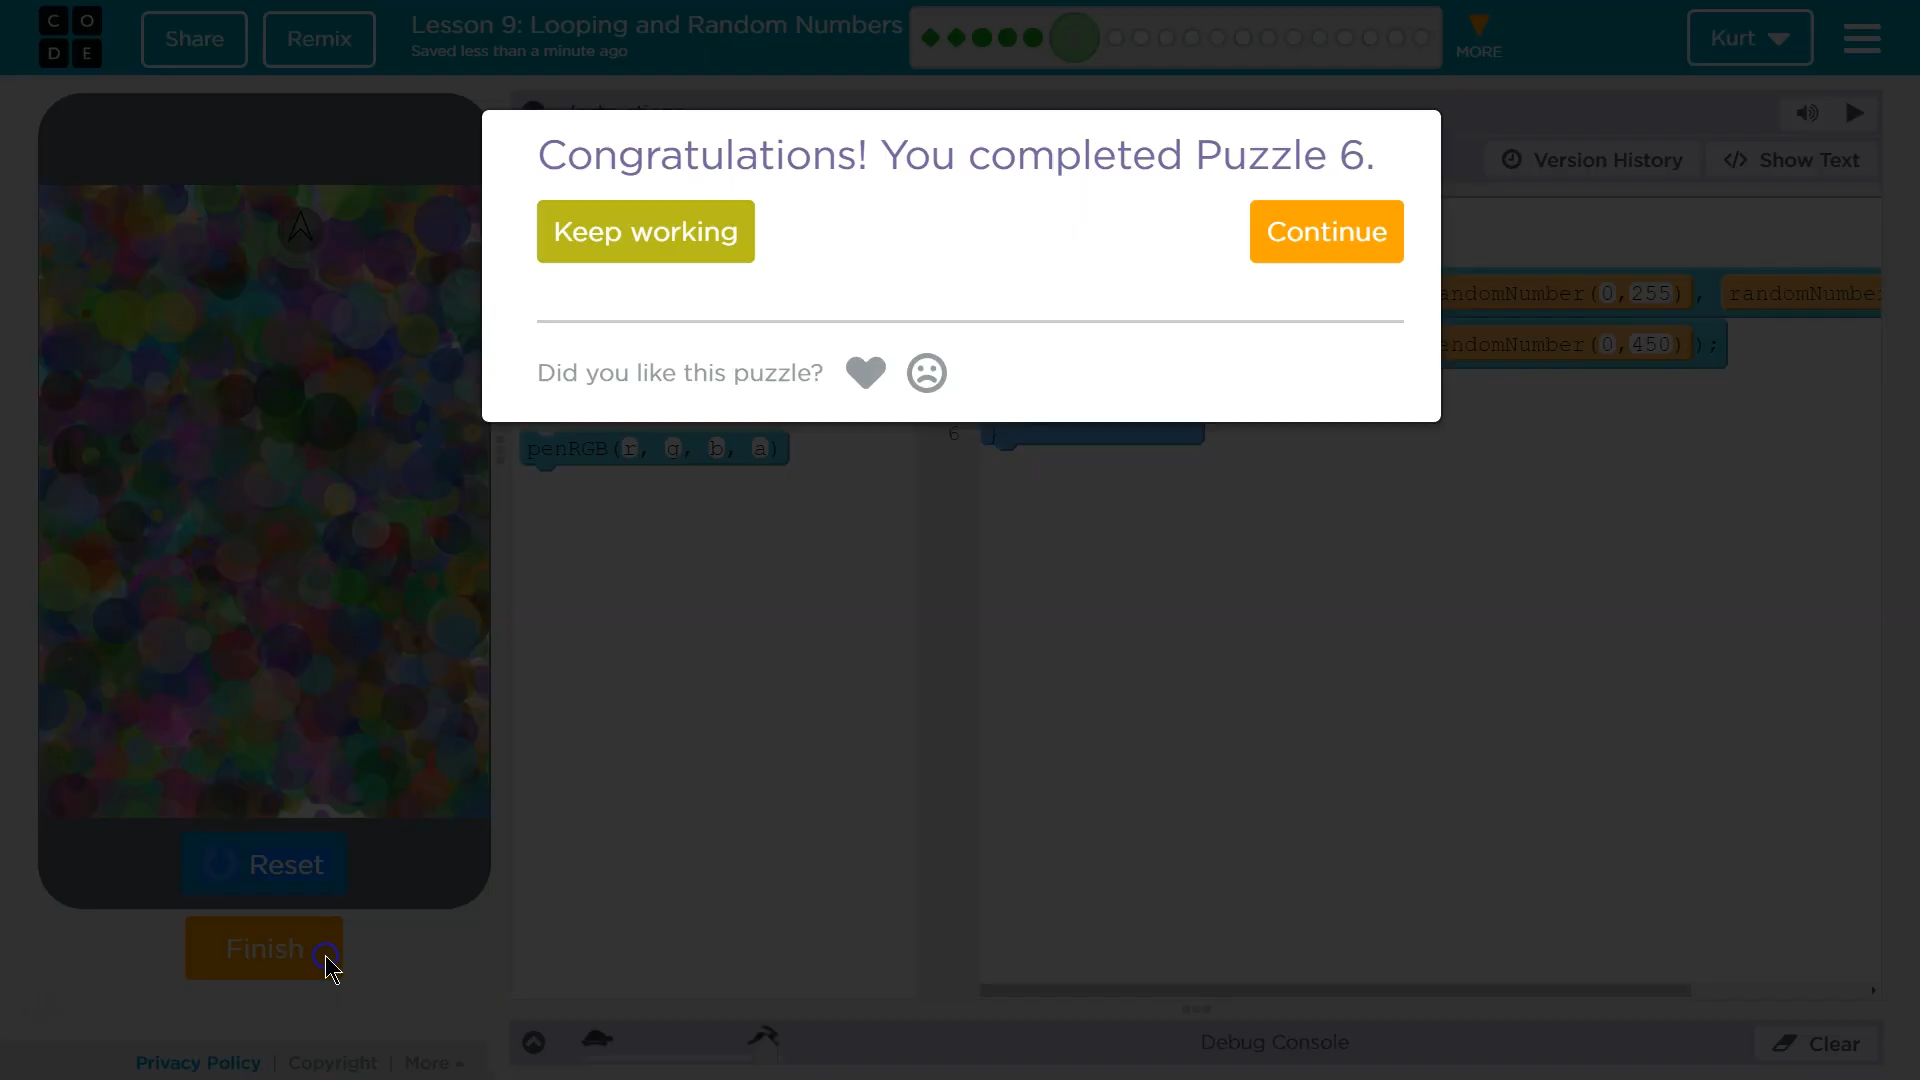 CODE
Share
Remix
Lesson 9: Looping and Random Numbers
Saved less than a minute ago
MORE
Kurt
Congratulations! You completed Puzzle 6.
Version History
</> Show Text
Keep working
Continue
andomNumber(0,255), randomNumbe
Did you like this puzzle?
andomNumber(0,450));
penRGB(r, g, b, a)
6
}
Reset
Finish
Debug Console
Clear
Privacy Policy | Copyright | More